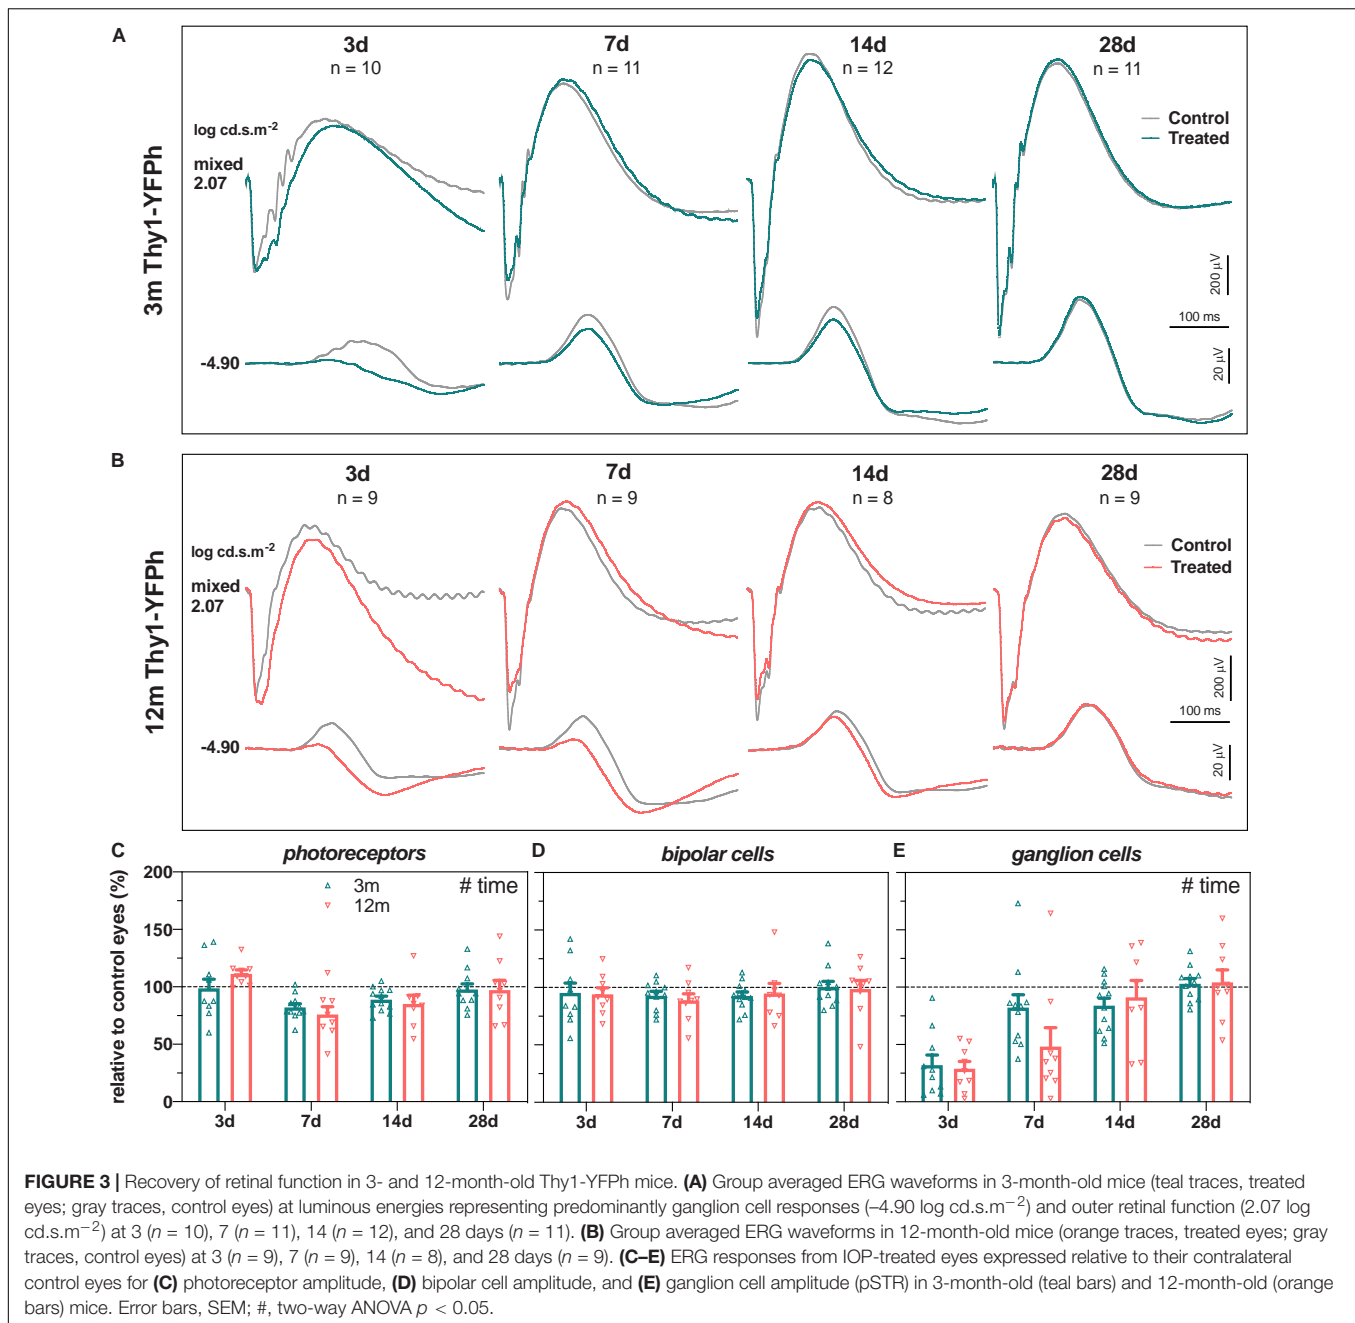 A
3d
7d
14d
28d
n = 10
n = 11
n = 12
n = 11
3m Thy1-YFPh
log cd.s.m-2
mixed
2.07
-4.90
Control
Treated
200 µV
100 ms
20 µV
B
3d
7d
14d
28d
n = 9
n = 9
n = 8
n = 9
12m Thy1-YFPh
log cd.s.m-2
mixed
2.07
-4.90
Control
Treated
200 µV
100 ms
20 µV
C
photoreceptors
D
bipolar cells
E
ganglion cells
relative to control eyes (%)
200
150
100
50
0
3m
12m
# time
# time
3d
7d
14d
28d
3d
7d
14d
28d
3d
7d
14d
28d
FIGURE 3 | Recovery of retinal function in 3- and 12-month-old Thy1-YFPh mice. (A) Group averaged ERG waveforms in 3-month-old mice (teal traces, treated
eyes; gray traces, control eyes) at luminous energies representing predominantly ganglion cell responses (−4.90 log cd.s.m−2) and outer retinal function (2.07 log
cd.s.m−2) at 3 (n = 10), 7 (n = 11), 14 (n = 12), and 28 days (n = 11). (B) Group averaged ERG waveforms in 12-month-old mice (orange traces, treated eyes; gray
traces, control eyes) at 3 (n = 9), 7 (n = 9), 14 (n = 8), and 28 days (n = 9). (C–E) ERG responses from IOP-treated eyes expressed relative to their contralateral
control eyes for (C) photoreceptor amplitude, (D) bipolar cell amplitude, and (E) ganglion cell amplitude (pSTR) in 3-month-old (teal bars) and 12-month-old (orange
bars) mice. Error bars, SEM; #, two-way ANOVA p < 0.05.